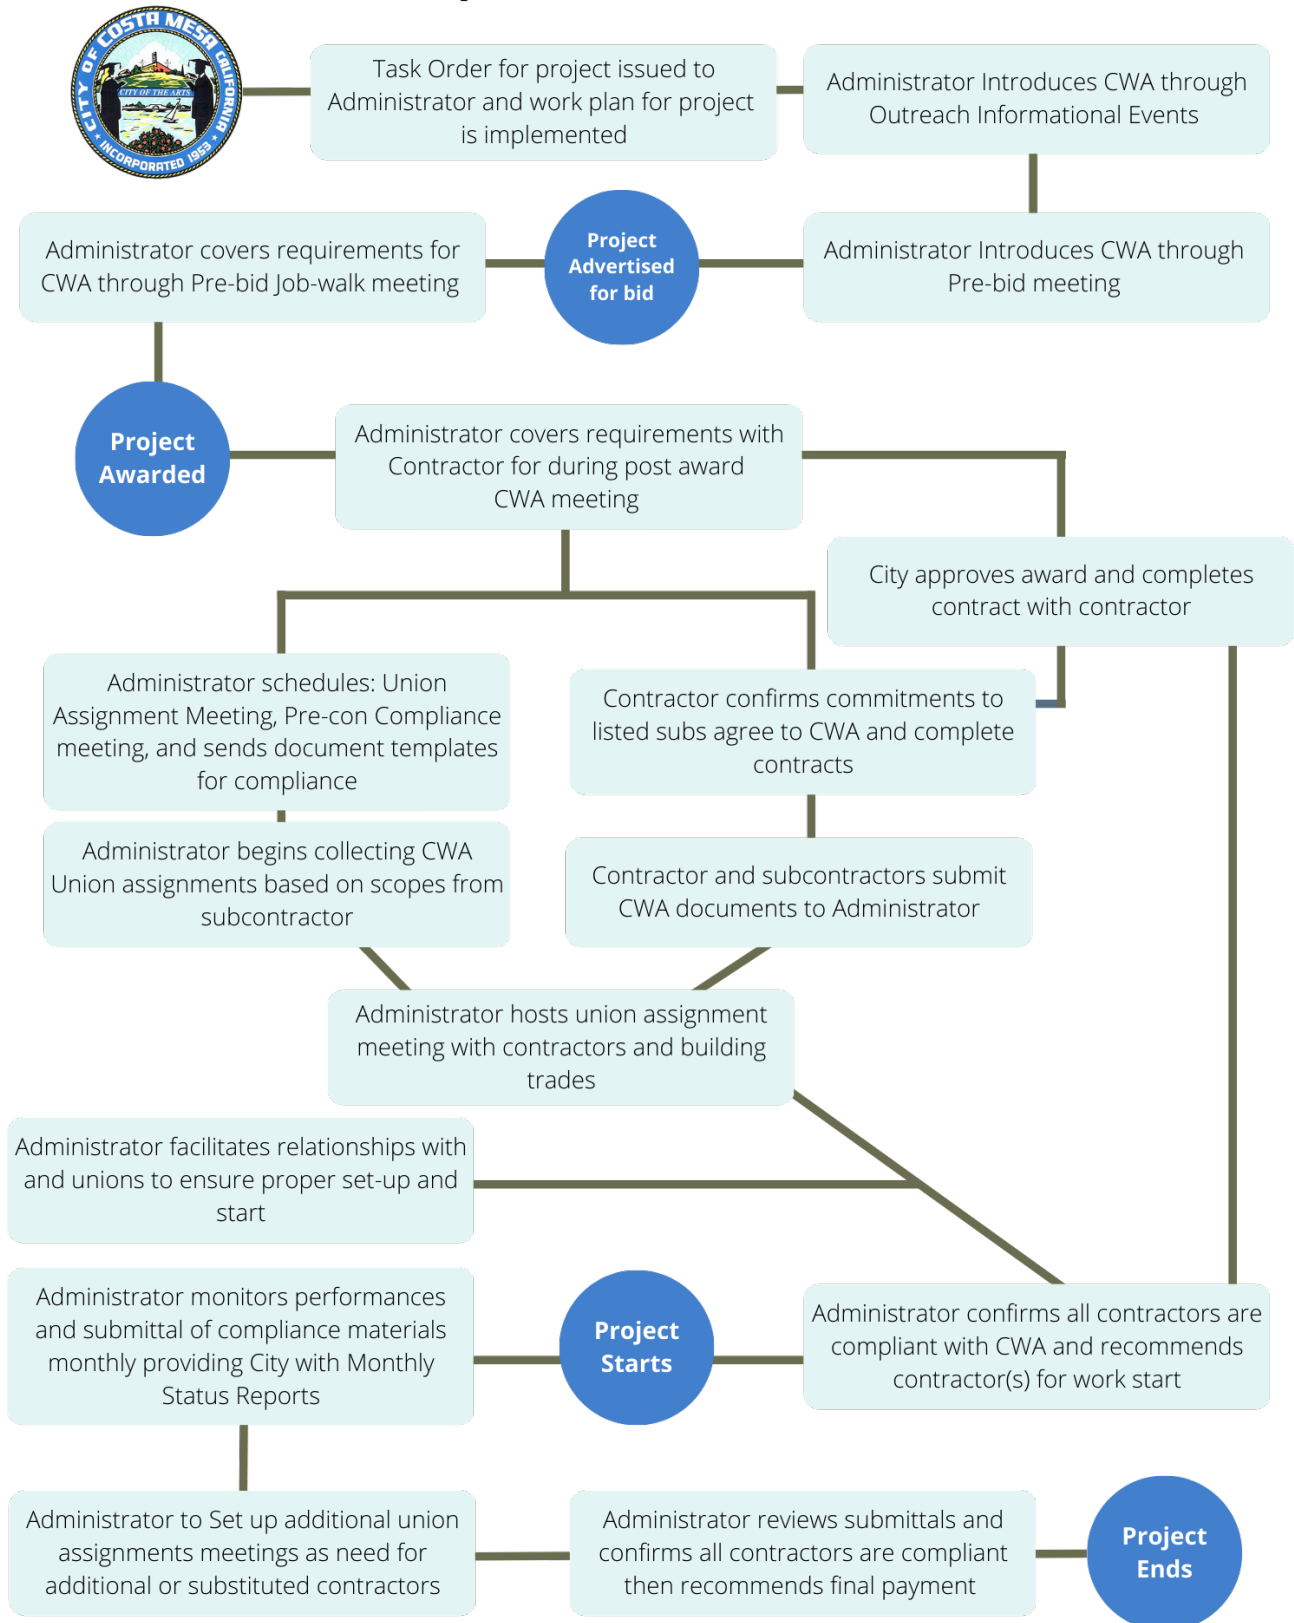 CITY OF COSTA MESA CALIFORNIA
CITY OF THE ARTS
INCORPORATED 1953
Task Order for project issued to
Administrator and work plan for project
is implemented
Administrator Introduces CWA through
Outreach Informational Events
Administrator covers requirements for
CWA through Pre-bid Job-walk meeting
Project
Advertised
for bid
Administrator Introduces CWA through
Pre-bid meeting
Project
Awarded
Administrator covers requirements with
Contractor for during post award
CWA meeting
City approves award and completes
contract with contractor
Administrator schedules: Union
Assignment Meeting, Pre-con Compliance
meeting, and sends document templates
for compliance
Contractor confirms commitments to
listed subs agree to CWA and complete
contracts
Administrator begins collecting CWA
Union assignments based on scopes from
subcontractor
Contractor and subcontractors submit
CWA documents to Administrator
Administrator hosts union assignment
meeting with contractors and building
trades
Administrator facilitates relationships with
and unions to ensure proper set-up and
start
Administrator monitors performances
and submittal of compliance materials
monthly providing City with Monthly
Status Reports
Project
Starts
Administrator confirms all contractors are
compliant with CWA and recommends
contractor(s) for work start
Administrator to Set up additional union
assignments meetings as need for
additional or substituted contractors
Administrator reviews submittals and
confirms all contractors are compliant
then recommends final payment
Project
Ends